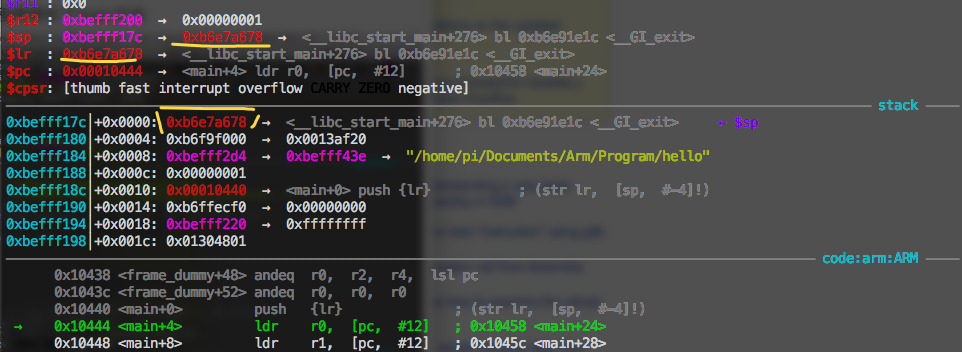 $r11 : 0x0
$r12 : 0xbefff200 → 0x00000001
$sp : 0xbefff17c → 0xb6e7a678 → <__libc_start_main+276> bl 0xb6e91e1c <__GI_exit>
$lr : 0xb6e7a678 → <__libc_start_main+276> bl 0xb6e91e1c <__GI_exit>
$pc : 0x00010444 → <main+4> ldr r0, [pc, #12] ; 0x10458 <main+24>
$cpsr: [thumb fast interrupt overflow CARRY ZERO negative]
stack
0xbefff17c|+0x0000: 0xb6e7a678 → <__libc_start_main+276> bl 0xb6e91e1c <__GI_exit> ← $sp
0xbefff180|+0x0004: 0xb6f9f000 → 0x0013af20
0xbefff184|+0x0008: 0xbefff2d4 → 0xbefff43e → "/home/pi/Documents/Arm/Program/hello"
0xbefff188|+0x000c: 0x00000001
0xbefff18c|+0x0010: 0x00010440 → <main+0> push {lr} ; (str lr, [sp, #-4]!)
0xbefff190|+0x0014: 0xb6ffecf0 → 0x00000000
0xbefff194|+0x0018: 0xbefff220 → 0xffffffff
0xbefff198|+0x001c: 0x01304801
code:arm:ARM
0x10438 <frame_dummy+48> andeq r0, r2, r4, lsl pc
0x1043c <frame_dummy+52> andeq r0, r0, r0
0x10440 <main+0> push {lr} ; (str lr, [sp, #-4]!)
→ 0x10444 <main+4> ldr r0, [pc, #12] ; 0x10458 <main+24>
0x10448 <main+8> ldr r1, [pc, #12] ; 0x1045c <main+28>